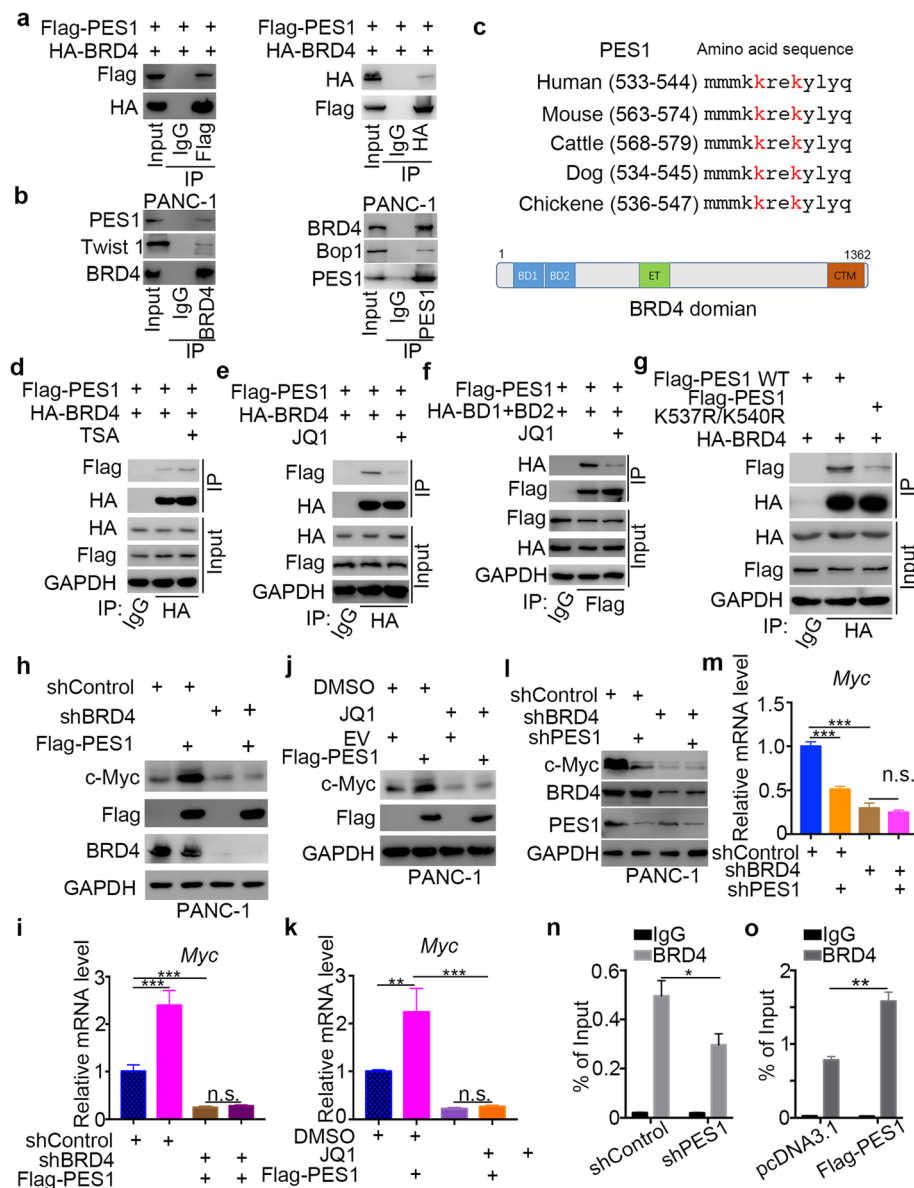 a
Flag-PES1 + + +
HA-BRD4 + + +
Flag
HA
Input
IgG
Flag
IP
Flag-PES1 + + +
HA-BRD4 + + +
HA
Flag
Input
IgG
HA
IP
b
PANC-1
PES1
Twist 1
BRD4
Input
IgG
BRD4
IP
PANC-1
BRD4
Bop1
PES1
Input
IgG
PES1
IP
c
PES1 Amino acid sequence
Human (533-544) mmmkkrekylyq
Mouse (563-574) mmmkkrekylyq
Cattle (568-579) mmmkkrekylyq
Dog (534-545) mmmkkrekylyq
Chickene (536-547) mmmkkrekylyq
1 1362
BD1 BD2 ET CTM
BRD4 domian
d
Flag-PES1 + + +
HA-BRD4 + + +
TSA +
Flag
HA
IP
HA
Flag
GAPDH
Input
IP: IgG HA
e
Flag-PES1 + + +
HA-BRD4 + + +
JQ1 +
Flag
HA
IP
HA
Flag
GAPDH
Input
IP: IgG HA
f
Flag-PES1 + + +
HA-BD1+BD2 + + +
JQ1 +
HA
Flag
IP
Flag
HA
GAPDH
Input
IP: IgG Flag
g
Flag-PES1 WT + +
Flag-PES1
K537R/K540R +
HA-BRD4 + + +
Flag
HA
IP
HA
Flag
GAPDH
Input
IP: IgG HA
h
shControl + +
shBRD4 + +
Flag-PES1 + +
c-Myc
Flag
BRD4
GAPDH
PANC-1
j
DMSO + +
JQ1 + +
EV + +
Flag-PES1 + +
c-Myc
Flag
GAPDH
PANC-1
l
shControl + +
shBRD4 + +
shPES1 + +
c-Myc
BRD4
PES1
GAPDH
PANC-1
m
Myc
Relative mRNA level
1.5
1.0
0.5
0
***
***
n.s.
shControl + +
shBRD4 + +
shPES1 + +
i
Myc
Relative mRNA level
3
2
1
0
***
***
n.s.
shControl + +
shBRD4 + +
Flag-PES1 + +
k
Myc
Relative mRNA level
3
2
1
0
**
***
n.s.
DMSO + +
JQ1 + +
Flag-PES1 + +
n
IgG
BRD4
% of Input
0.6
0.4
0.2
0
*
shControl
shPES1
o
IgG
BRD4
% of Input
2.0
1.5
1.0
0.5
0
**
pcDNA3.1
Flag-PES1